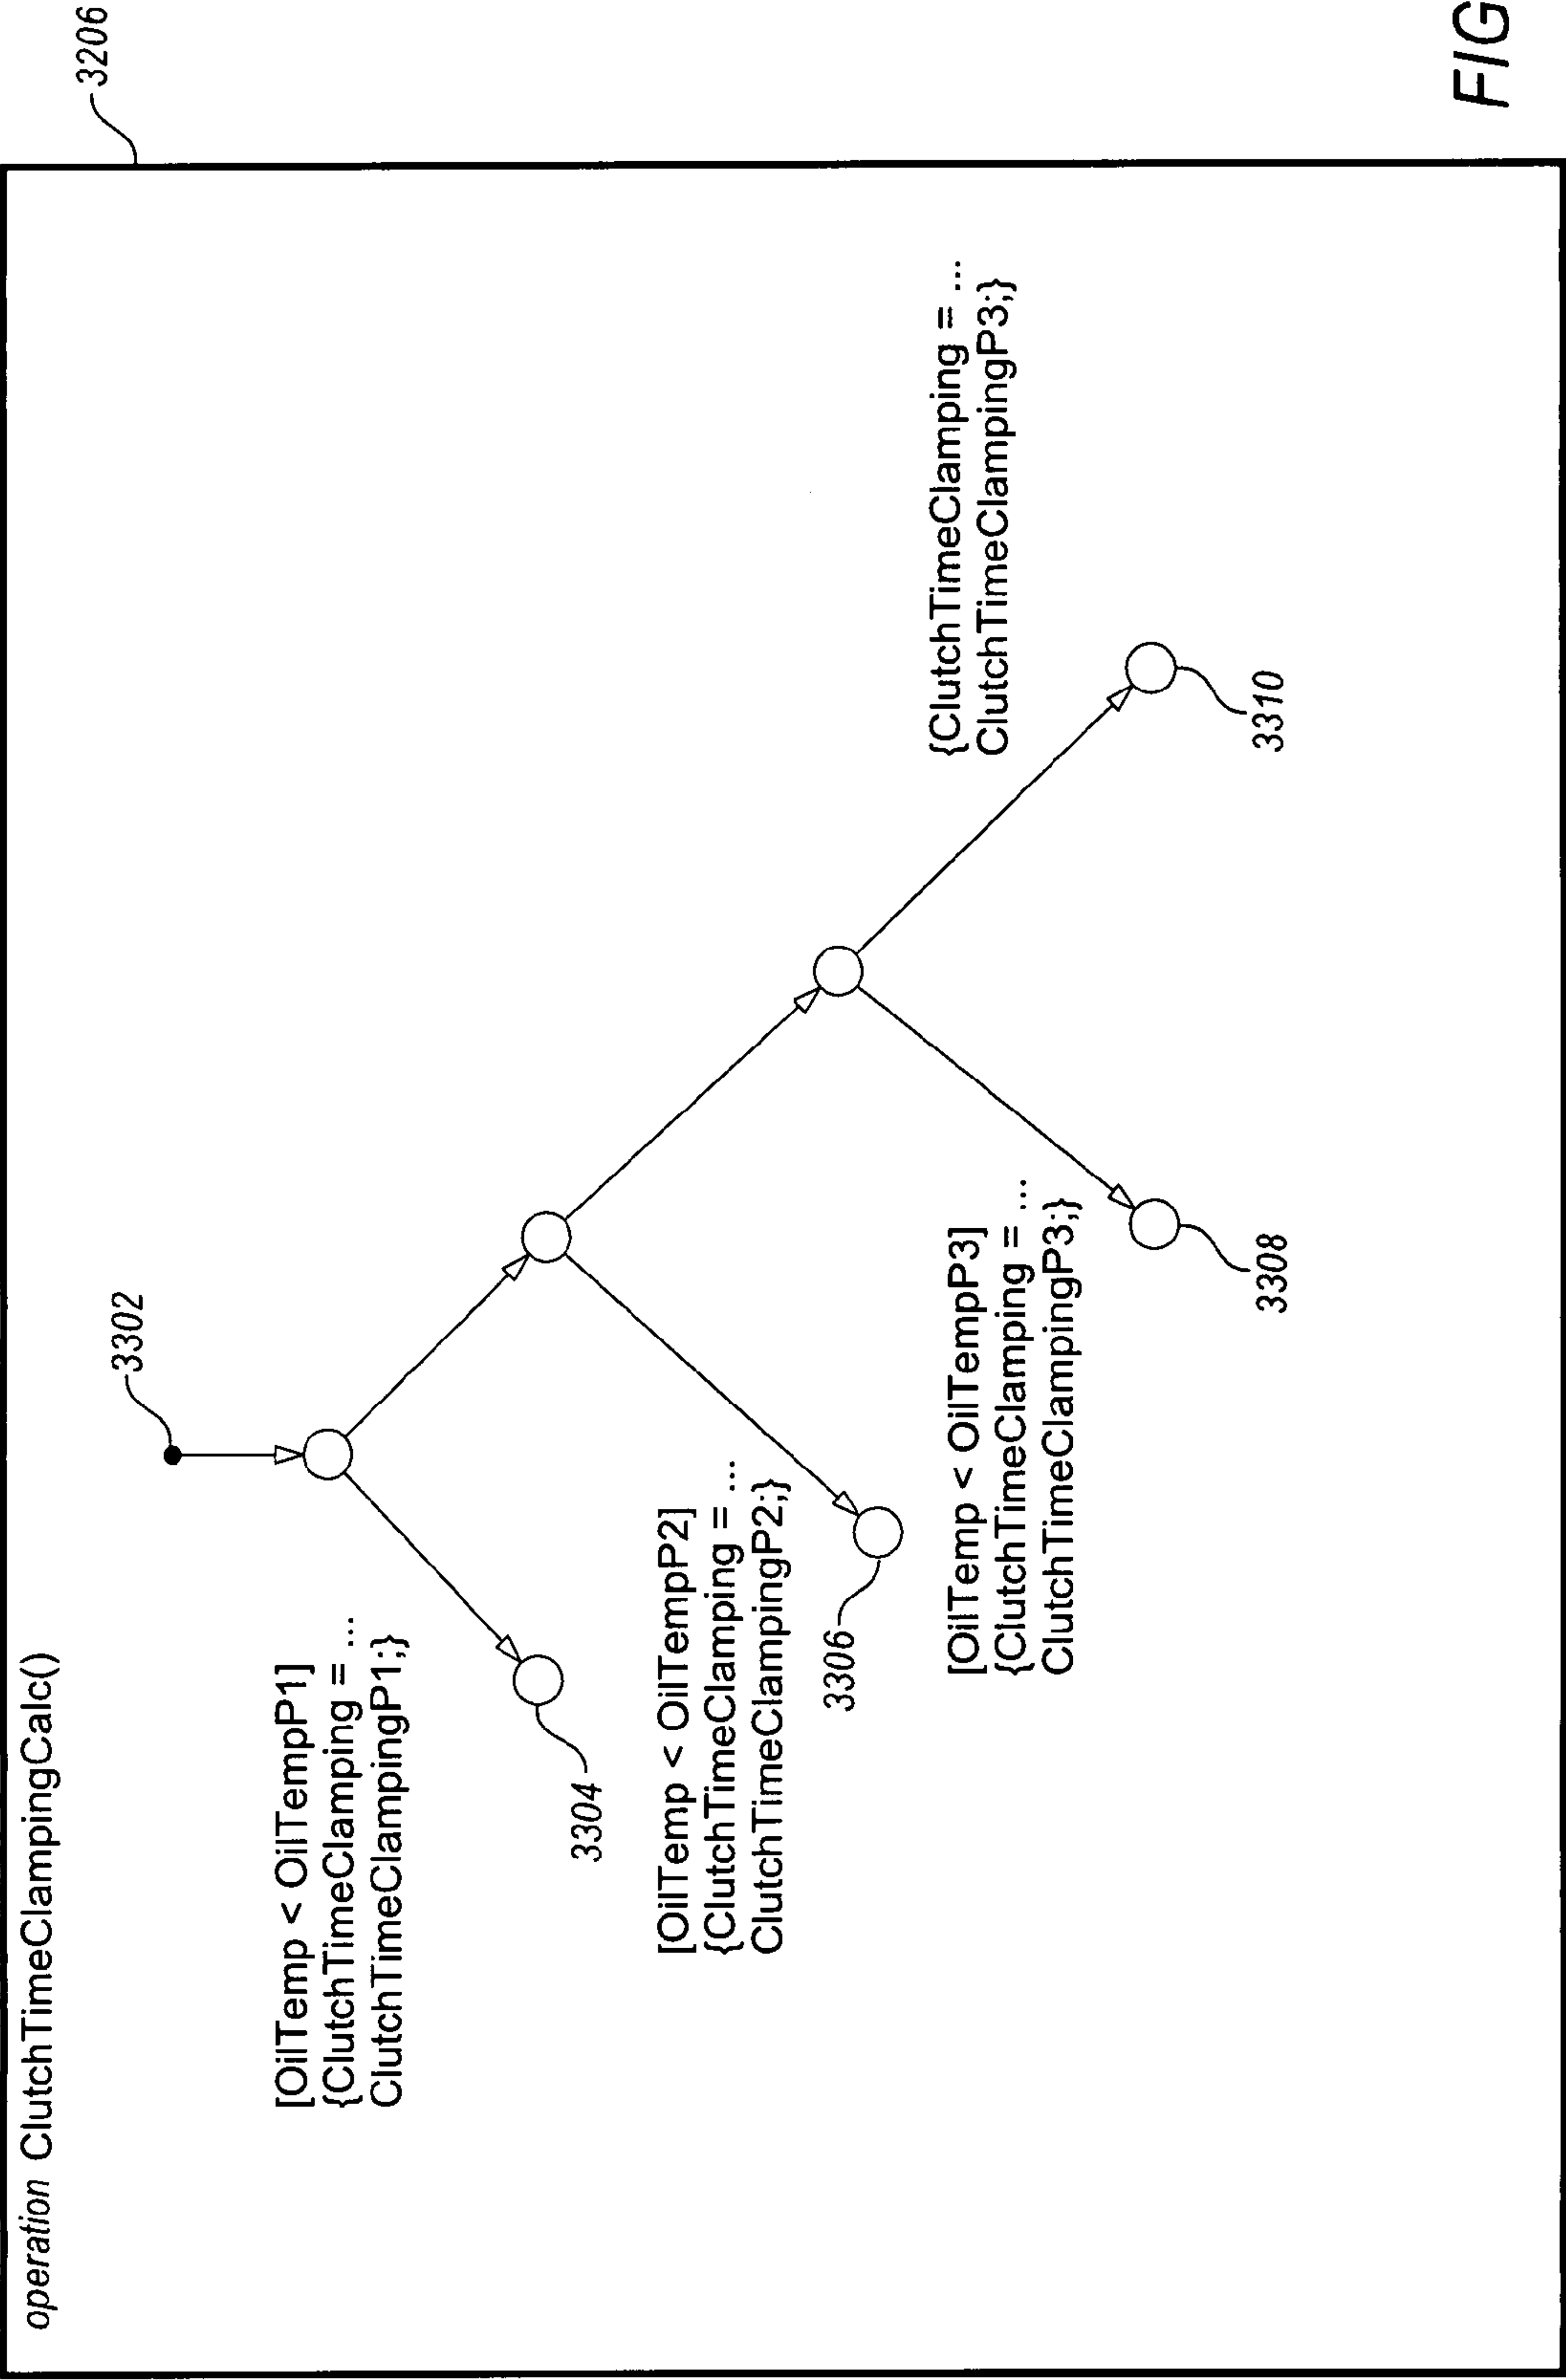 operation ClutchTimeClampingCalc()
3206
3302
[OilTemp < OilTempP1]
{ClutchTimeClamping = ...
ClutchTimeClampingP1;}
3304
[OilTemp < OilTempP2]
{ClutchTimeClamping = ...
ClutchTimeClampingP2;}
3306
[OilTemp < OilTempP3]
{ClutchTimeClamping = ...
ClutchTimeClampingP3;}
3308
{ClutchTimeClamping = ...
ClutchTimeClampingP3;}
3310
FIG